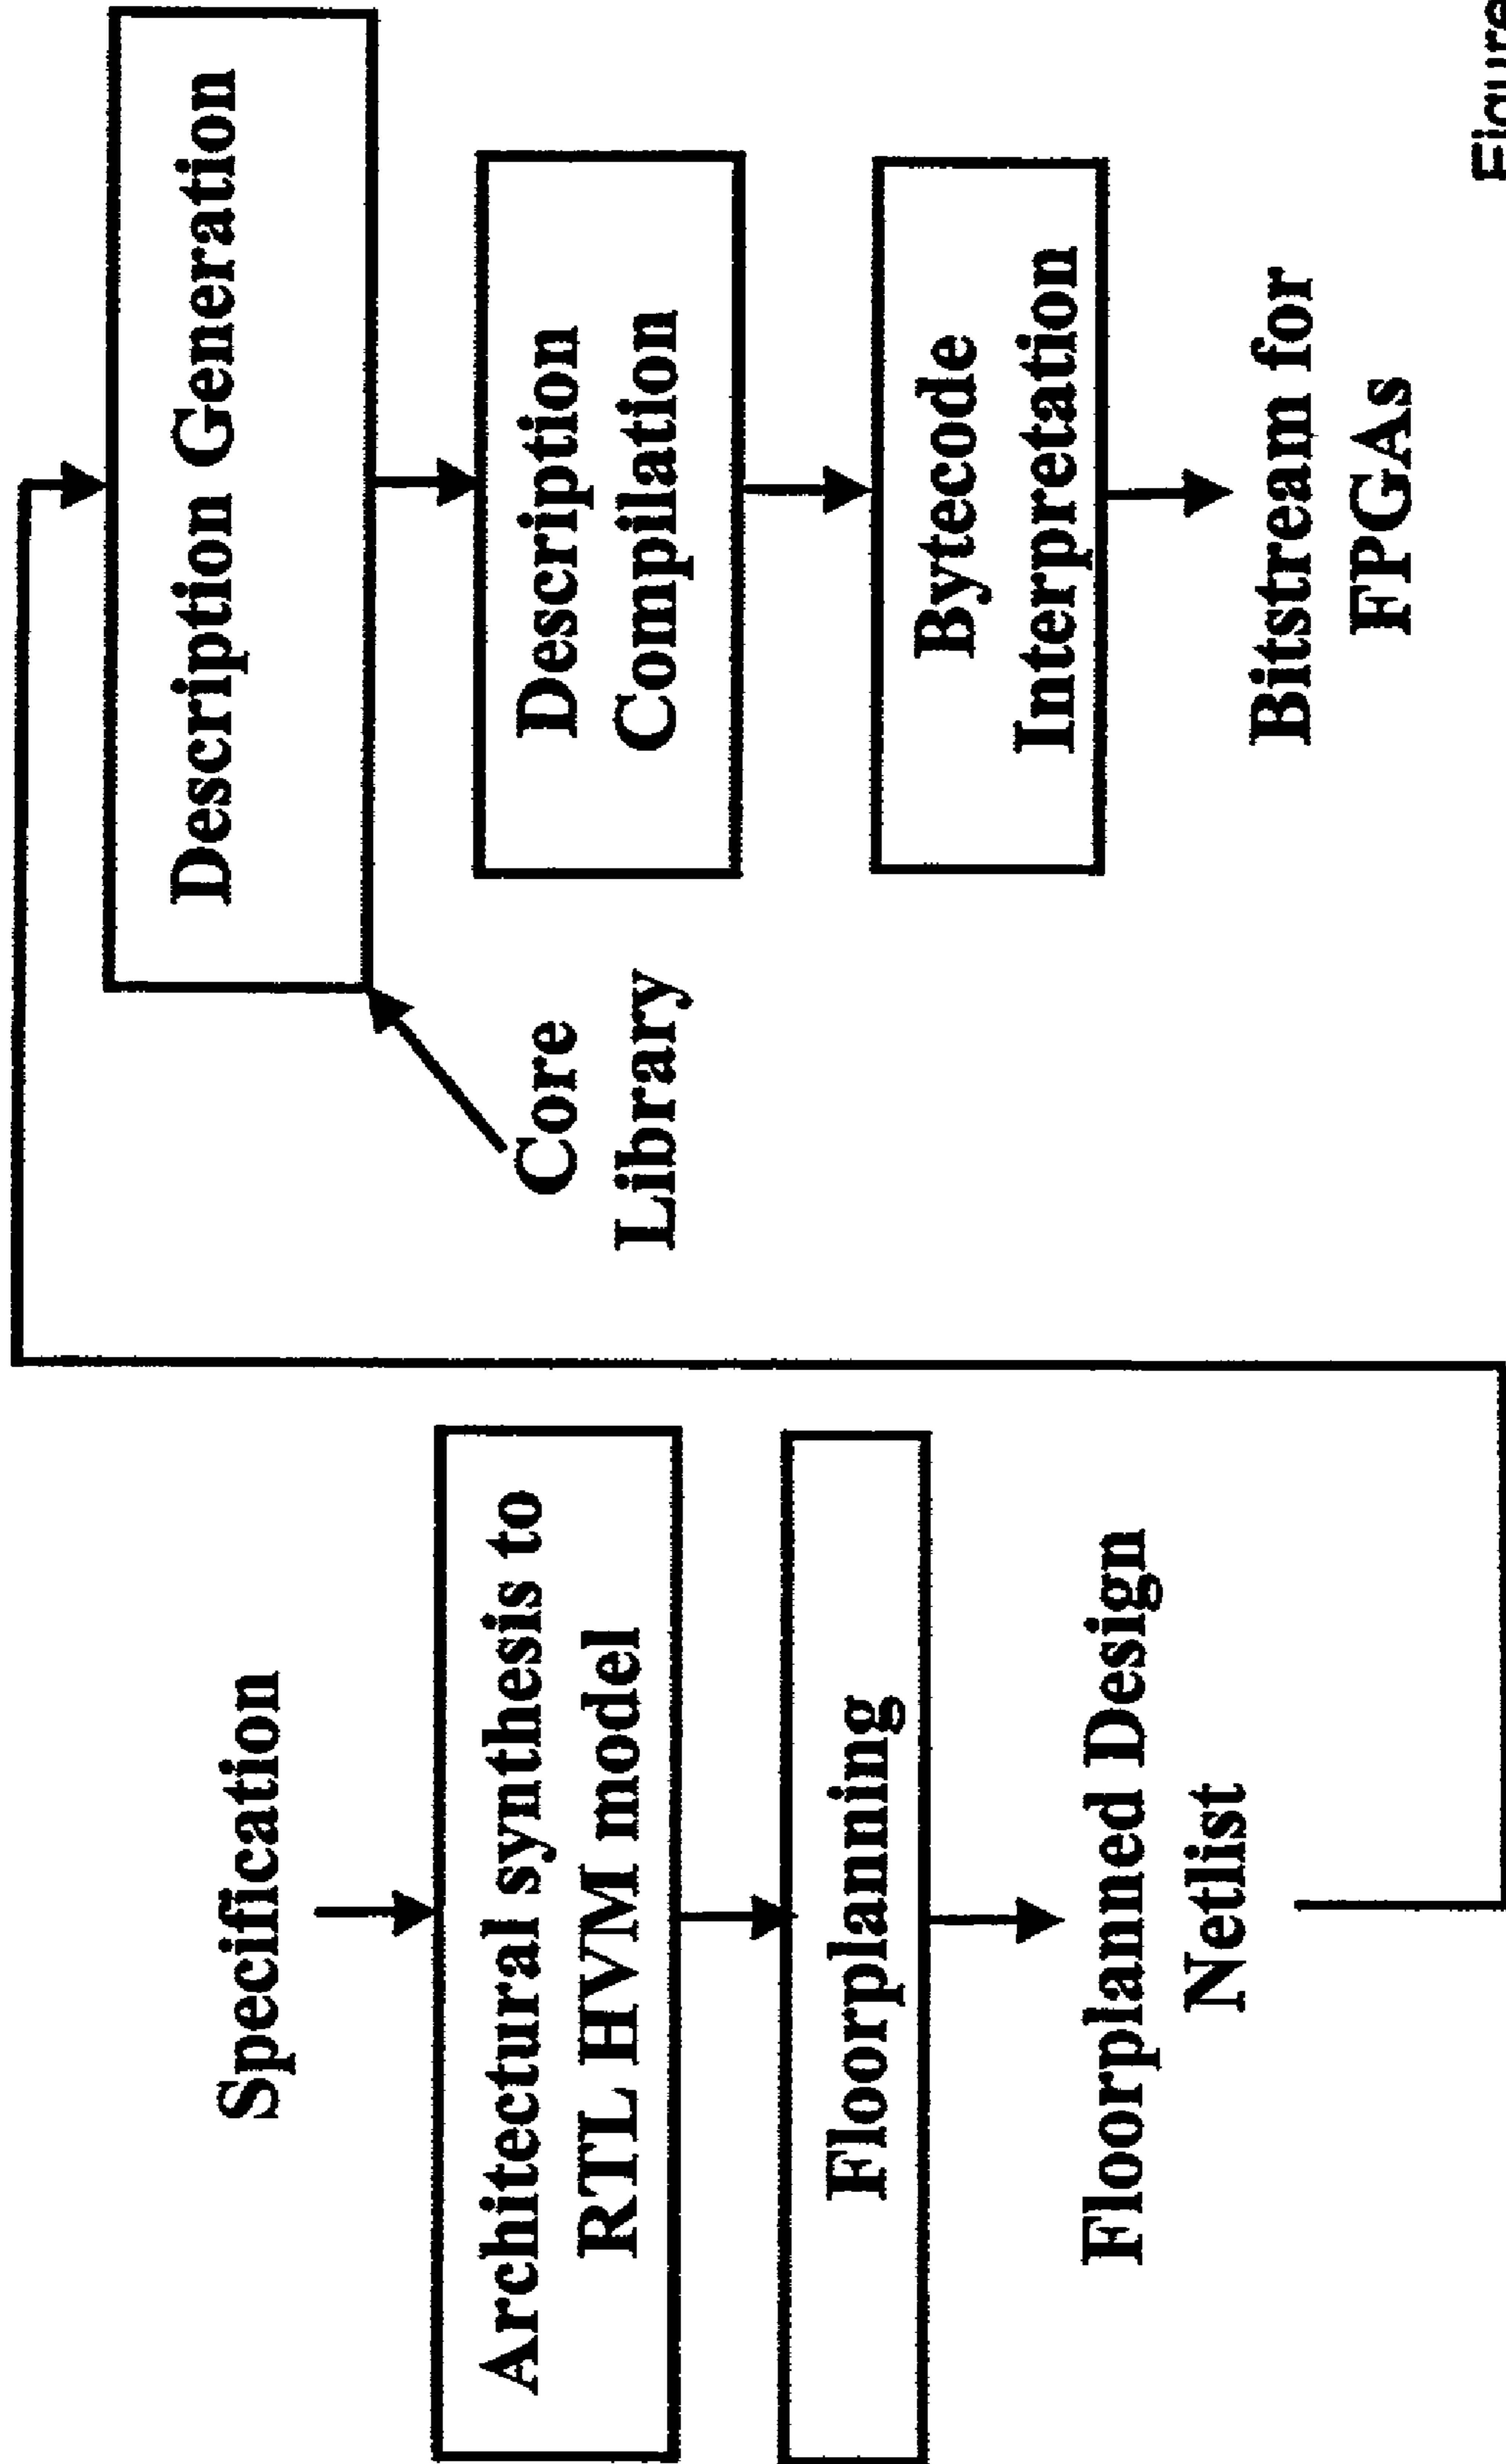 Specification
Architectural synthesis to
RTL HVM model
Floorplanning
Floorplanned Design
Netlist
Description Generation
Core
Library
Description
Compilation
Bytecode
Interpretation
Bitstream for
FPGAs
Figure